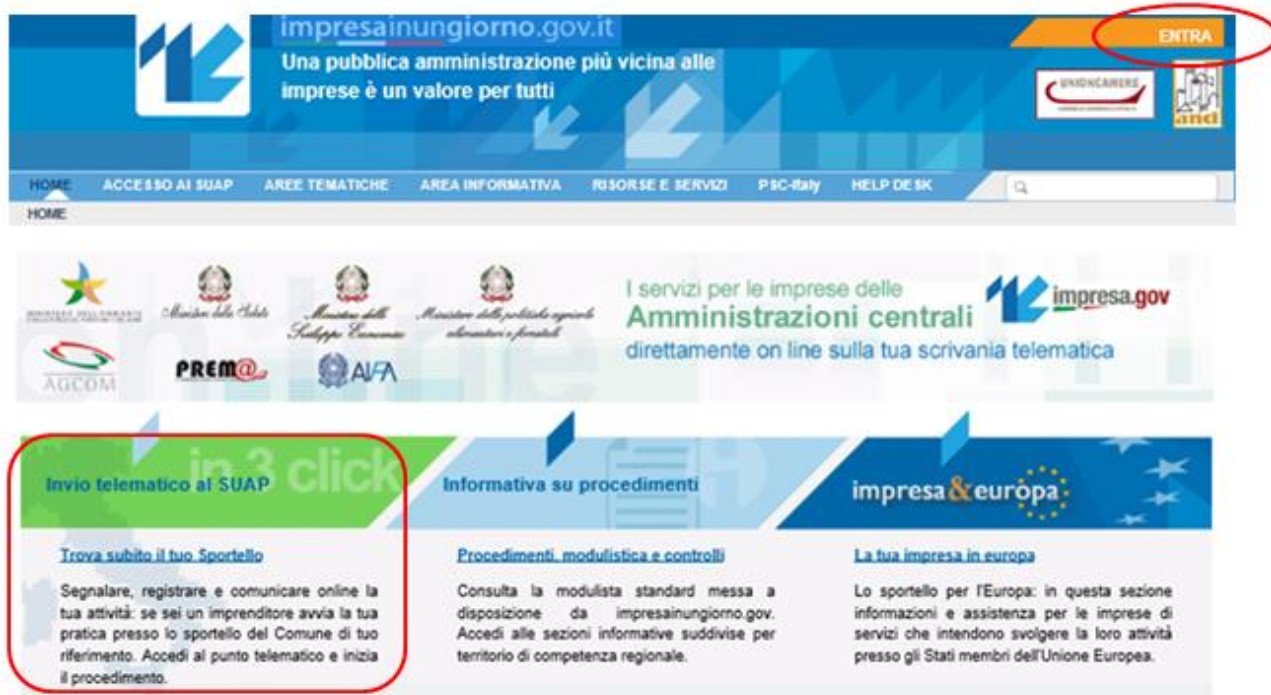 impresainungiorno.gov.it
ENTRA
Una pubblica amministrazione più vicina alle
imprese è un valore per tutti
UNIONCAMERE
anci
HOME ACCESSO AI SUAP AREE TEMATICHE AREA INFORMATIVA RISORSE E SERVIZI PSC-Italy HELP DESK
HOME
Ministero della Salute
Ministero dello
Sviluppo Economico
Ministero delle politiche agricole
alimentari e forestali
AGCOM
PREM@
AIFA
I servizi per le imprese delle
Amministrazioni centrali
direttamente on line sulla tua scrivania telematica
impresa.gov
in 3 click
Invio telematico al SUAP
Trova subito il tuo Sportello
Segnalare, registrare e comunicare online la
tua attività: se sei un imprenditore avvia la tua
pratica presso lo sportello del Comune di tuo
riferimento. Accedi al punto telematico e inizia
il procedimento.
Informativa su procedimenti
Procedimenti, modulistica e controlli
Consulta la modulista standard messa a
disposizione da impresainungiorno.gov.
Accedi alle sezioni informative suddivise per
territorio di competenza regionale.
impresa&europa
La tua impresa in europa
Lo sportello per l'Europa: in questa sezione
informazioni e assistenza per le imprese di
servizi che intendono svolgere la loro attività
presso gli Stati membri dell'Unione Europea.